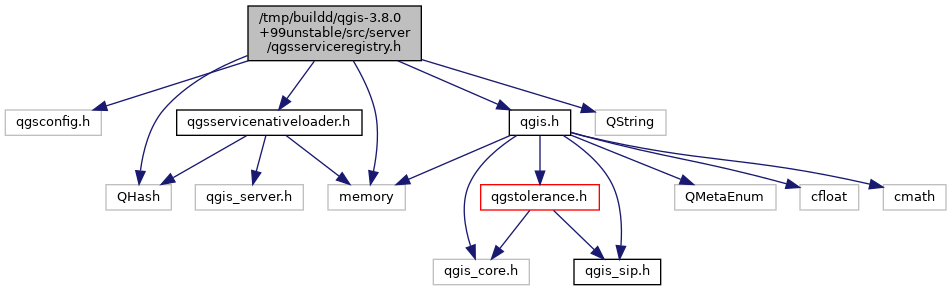 /tmp/buildd/qgis-3.8.0
+99unstable/src/server
/qgsserviceregistry.h
qgsconfig.h
qgsservicenativeloader.h
qgis.h
QString
QHash
qgis_server.h
memory
qgstolerance.h
QMetaEnum
cfloat
cmath
qgis_core.h
qgis_sip.h